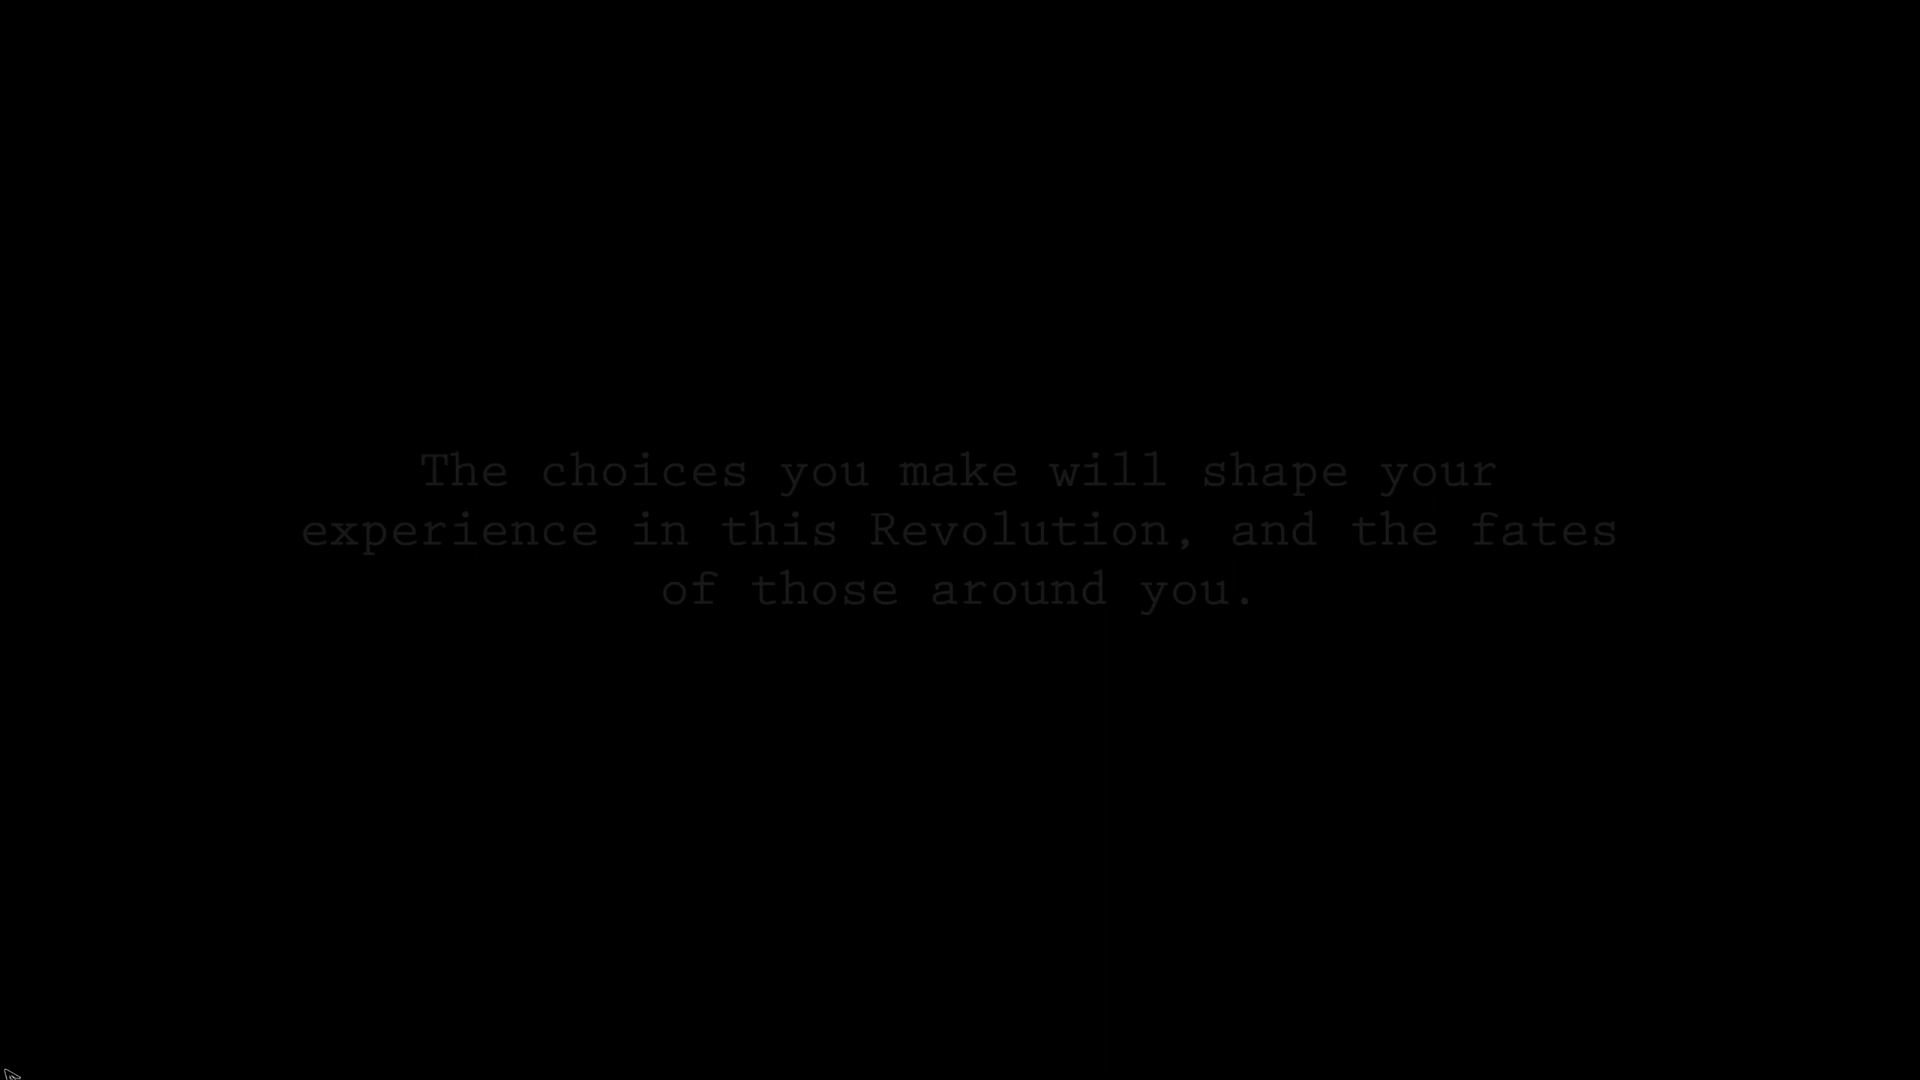 The choices you make will shape your
experience in this Revolution, and the fates
of those around you.